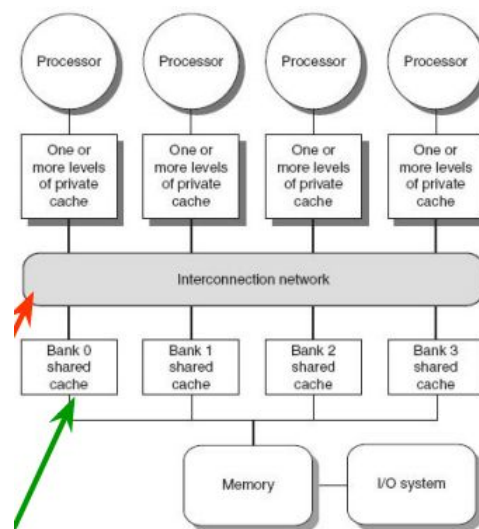 Processor
Processor
Processor
Processor
One or
more levels
of private
cache
One or
more levels
of private
cache
One or
more levels
of private
cache
One or
more levels
of private
cache
Interconnection network
Bank 0
shared
cache
Bank 1
shared
cache
Bank 2
shared
cache
Bank 3
shared
cache
Memory
I/O system